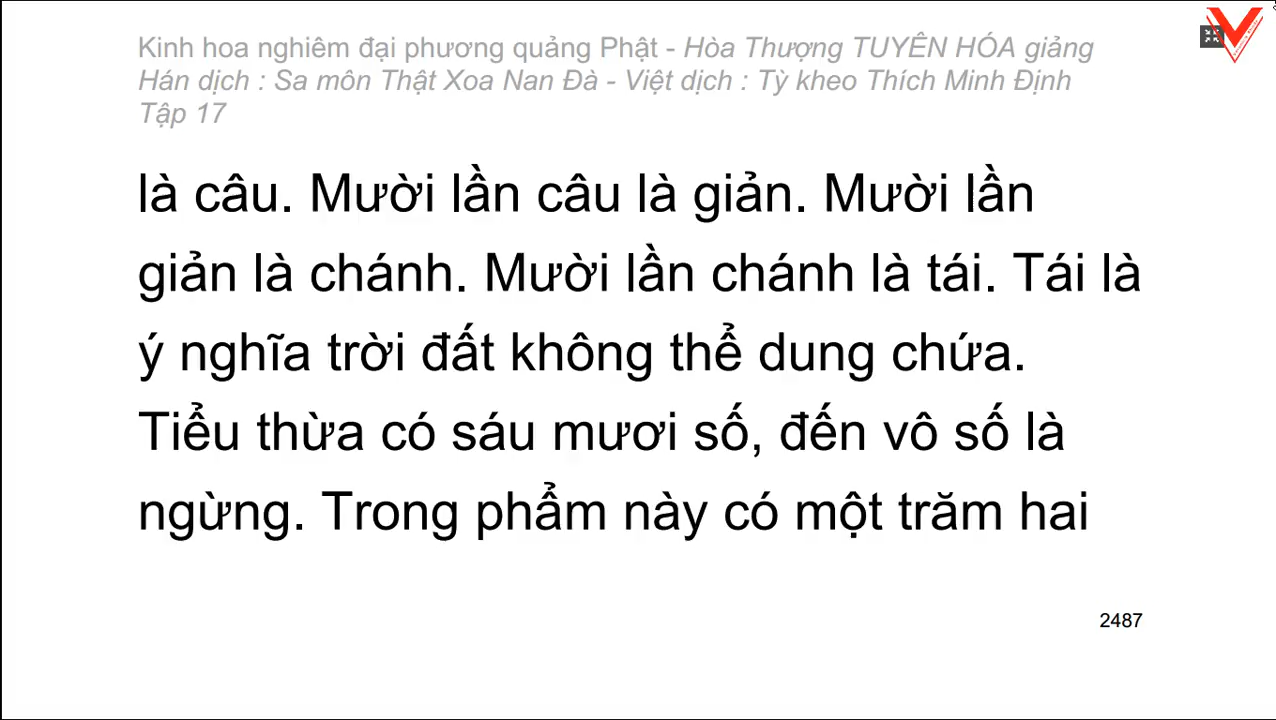 Kinh hoa nghiêm đại phương quảng Phật - Hòa Thượng TUYÊN HÓA giảng
Hán dịch : Sa môn Thật Xoa Nan Đà - Việt dịch : Tỳ kheo Thích Minh Định
Tập 17
là câu. Mười lần câu là giản. Mười lần
giản là chánh. Mười lần chánh là tái. Tái là
ý nghĩa trời đất không thể dung chứa.
Tiểu thừa có sáu mươi số, đến vô số là
ngừng. Trong phẩm này có một trăm hai
2487